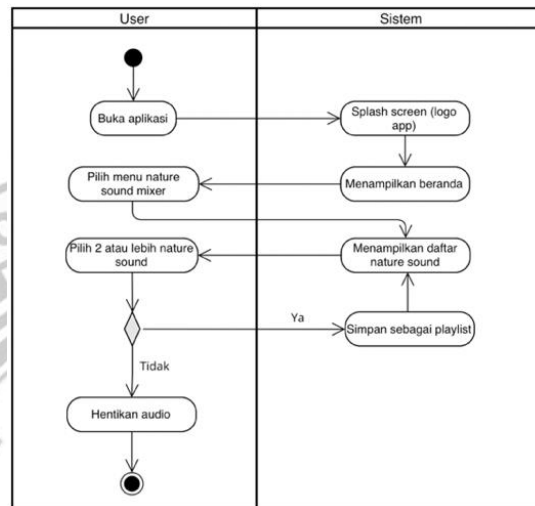 User
Sistem
Buka aplikasi
Splash screen (logo
app)
Pilih menu nature
sound mixer
Menampilkan beranda
Pilih 2 atau lebih nature
sound
Menampilkan daftar
nature sound
Ya
Simpan sebagai playlist
Tidak
Hentikan audio